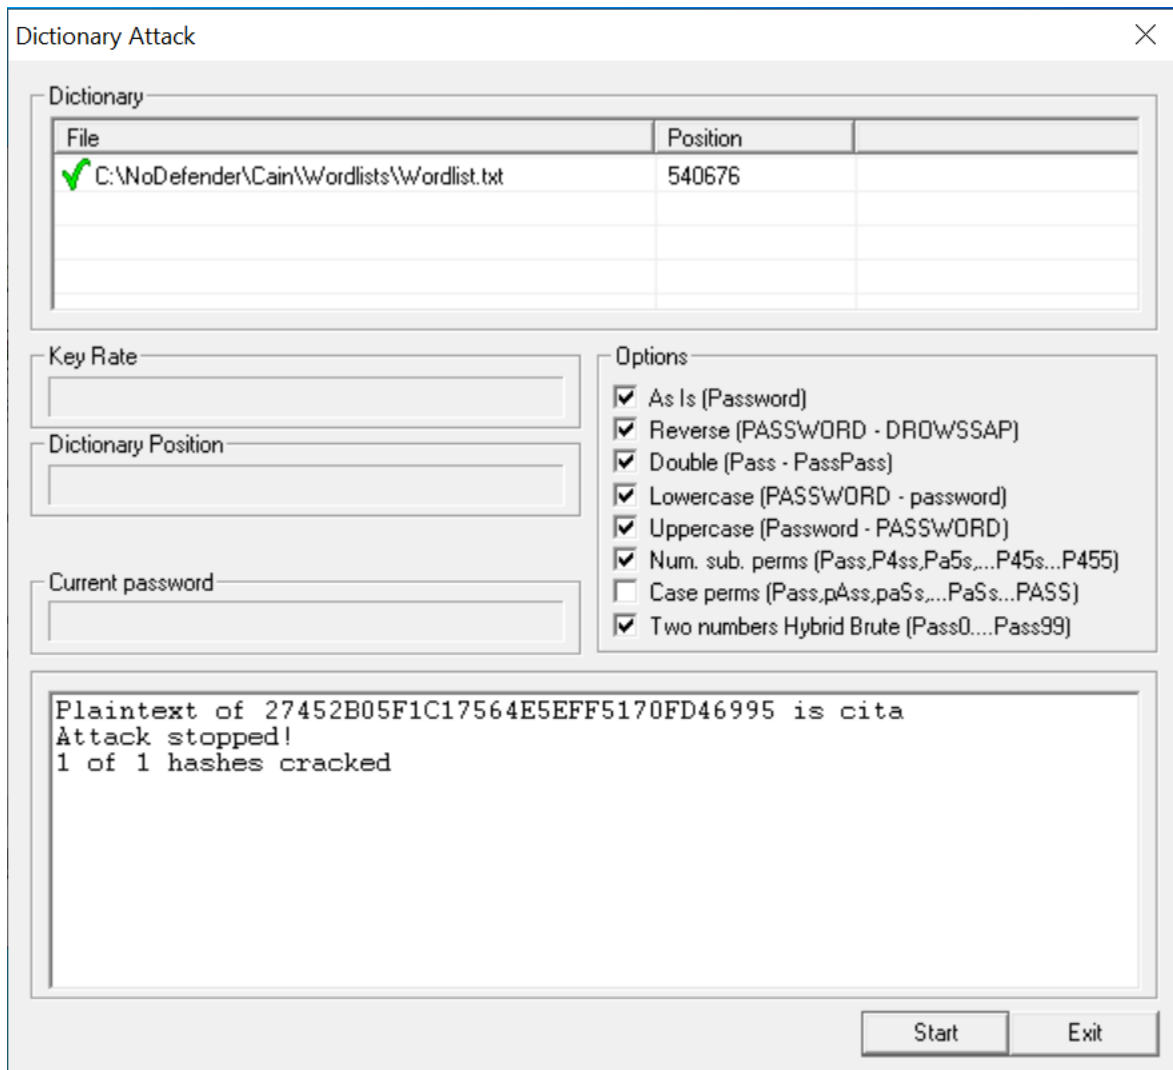 Dictionary Attack
Dictionary
File Position
C:\NoDefender\Cain\Wordlists\Wordlist.txt 540676
Key Rate
Dictionary Position
Current password
Options
As Is (Password)
Reverse (PASSWORD - DROWSSAP)
Double (Pass - PassPass)
Lowercase (PASSWORD - password)
Uppercase (Password - PASSWORD)
Num. sub. perms (Pass,P4ss,Pa5s,...P45s...P455)
Case perms (Pass,pAss,paSs,...PaSs...PASS)
Two numbers Hybrid Brute (Pass0....Pass99)
Plaintext of 27452B05F1C17564E5EFF5170FD46995 is cita
Attack stopped!
1 of 1 hashes cracked
Start Exit